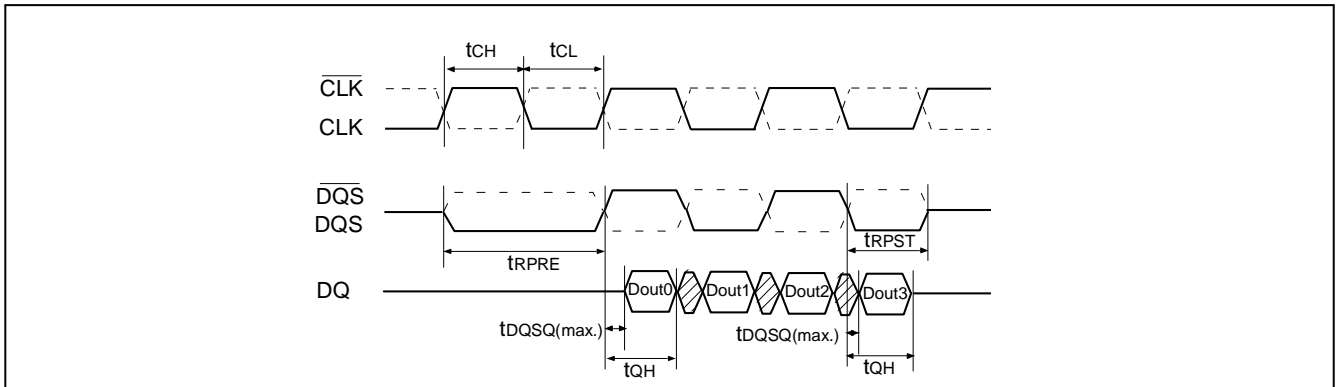 tCH tCL
CLK
CLK
DQS
DQS
tRPRE
tRPST
DQ
Dout0 Dout1 Dout2 Dout3
tDQSQ(max.) tDQSQ(max.)
tQH tQH